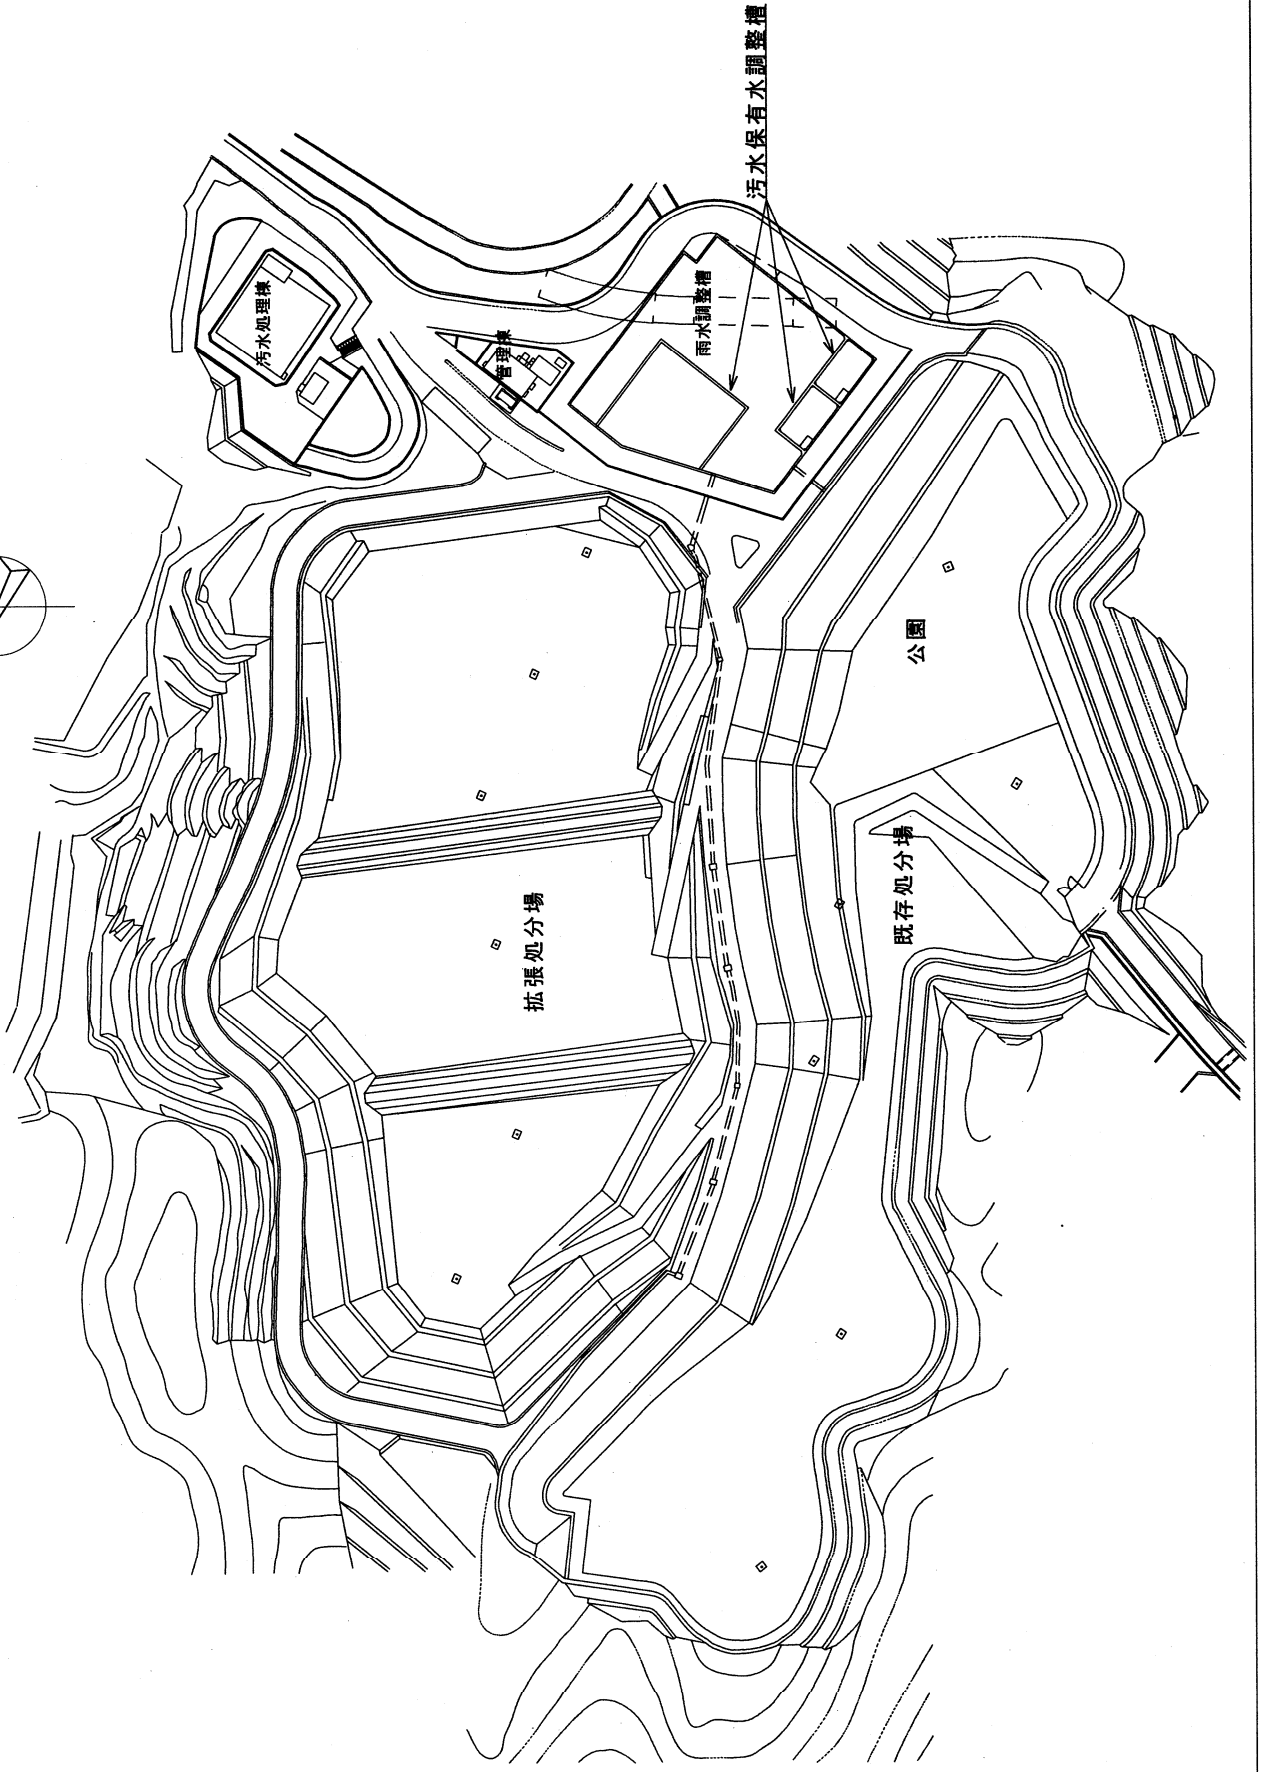 汚水保有水調整槽
汚水処理棟
管理棟
雨水調整槽
公園
拡張処分場
既存処分場